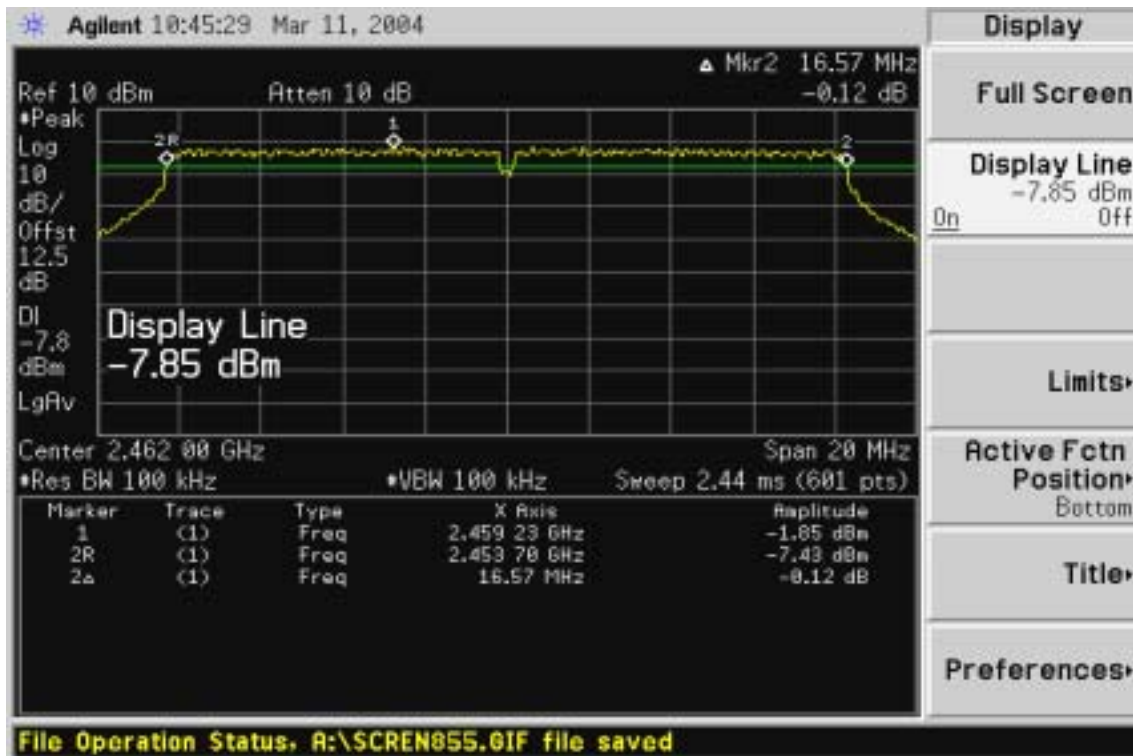 Agilent 10:45:29 Mar 11, 2004
Display
Mkr2 16.57 MHz
Ref 10 dBm Atten 10 dB -0.12 dB
Full Screen
Peak
Log
10
dB/
Offst
12.5
dB
DI
-7.8
dBm
LgAv
2R
1
2
Display Line
-7.85 dBm
On Off
Display Line
-7.85 dBm
Limits
Center 2.462 00 GHz Span 20 MHz
Res BW 100 kHz VBW 100 kHz Sweep 2.44 ms (601 pts)
Active Fctn
Position
Bottom
Marker Trace Type X Axis Amplitude
1 (1) Freq 2.459 23 GHz -1.85 dBm
2R (1) Freq 2.453 70 GHz -7.43 dBm
2Δ (1) Freq 16.57 MHz -0.12 dB
Title
Preferences
File Operation Status, A:\SCREN855.GIF file saved